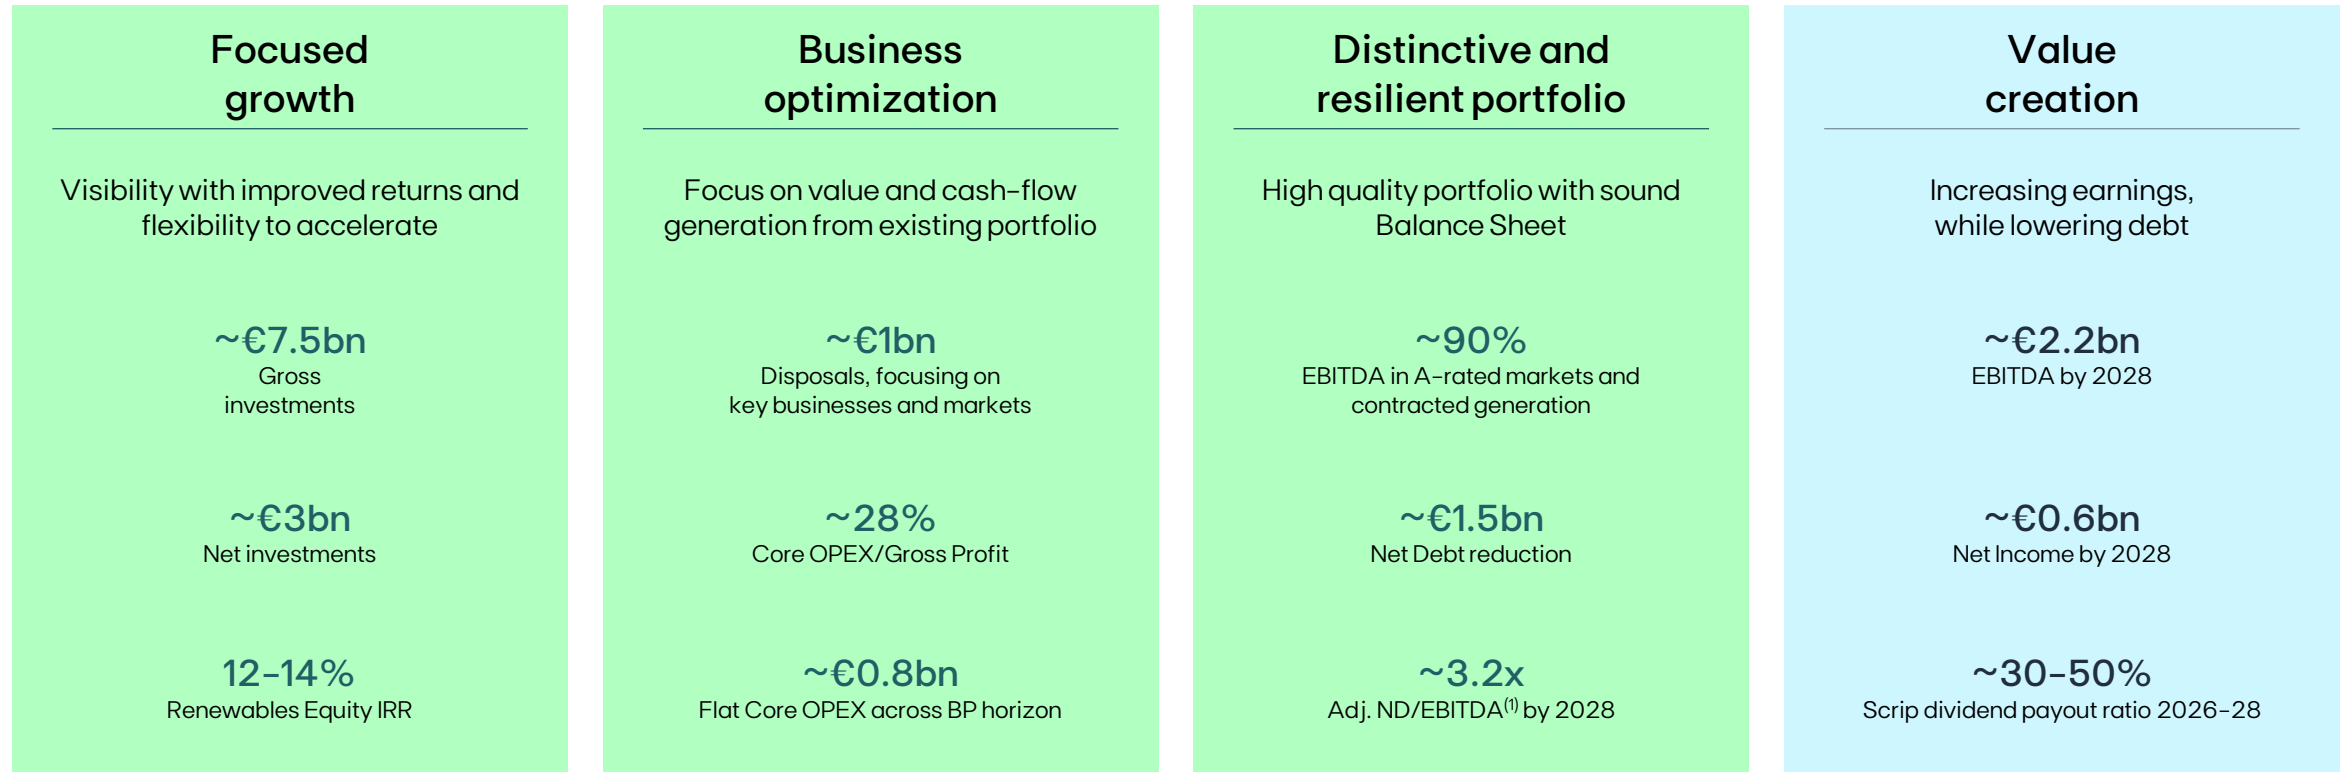 Focused
growth
Visibility with improved returns and
flexibility to accelerate
~€7.5bn
Gross
investments
~€3bn
Net investments
12-14%
Renewables Equity IRR
Business
optimization
Focus on value and cash-flow
generation from existing portfolio
~€1bn
Disposals, focusing on
key businesses and markets
~28%
Core OPEX/Gross Profit
~€0.8bn
Flat Core OPEX across BP horizon
Distinctive and
resilient portfolio
High quality portfolio with sound
Balance Sheet
~90%
EBITDA in A-rated markets and
contracted generation
~€1.5bn
Net Debt reduction
~3.2x
Adj. ND/EBITDA(1) by 2028
Value
creation
Increasing earnings,
while lowering debt
~€2.2bn
EBITDA by 2028
~€0.6bn
Net Income by 2028
~30-50%
Scrip dividend payout ratio 2026-28